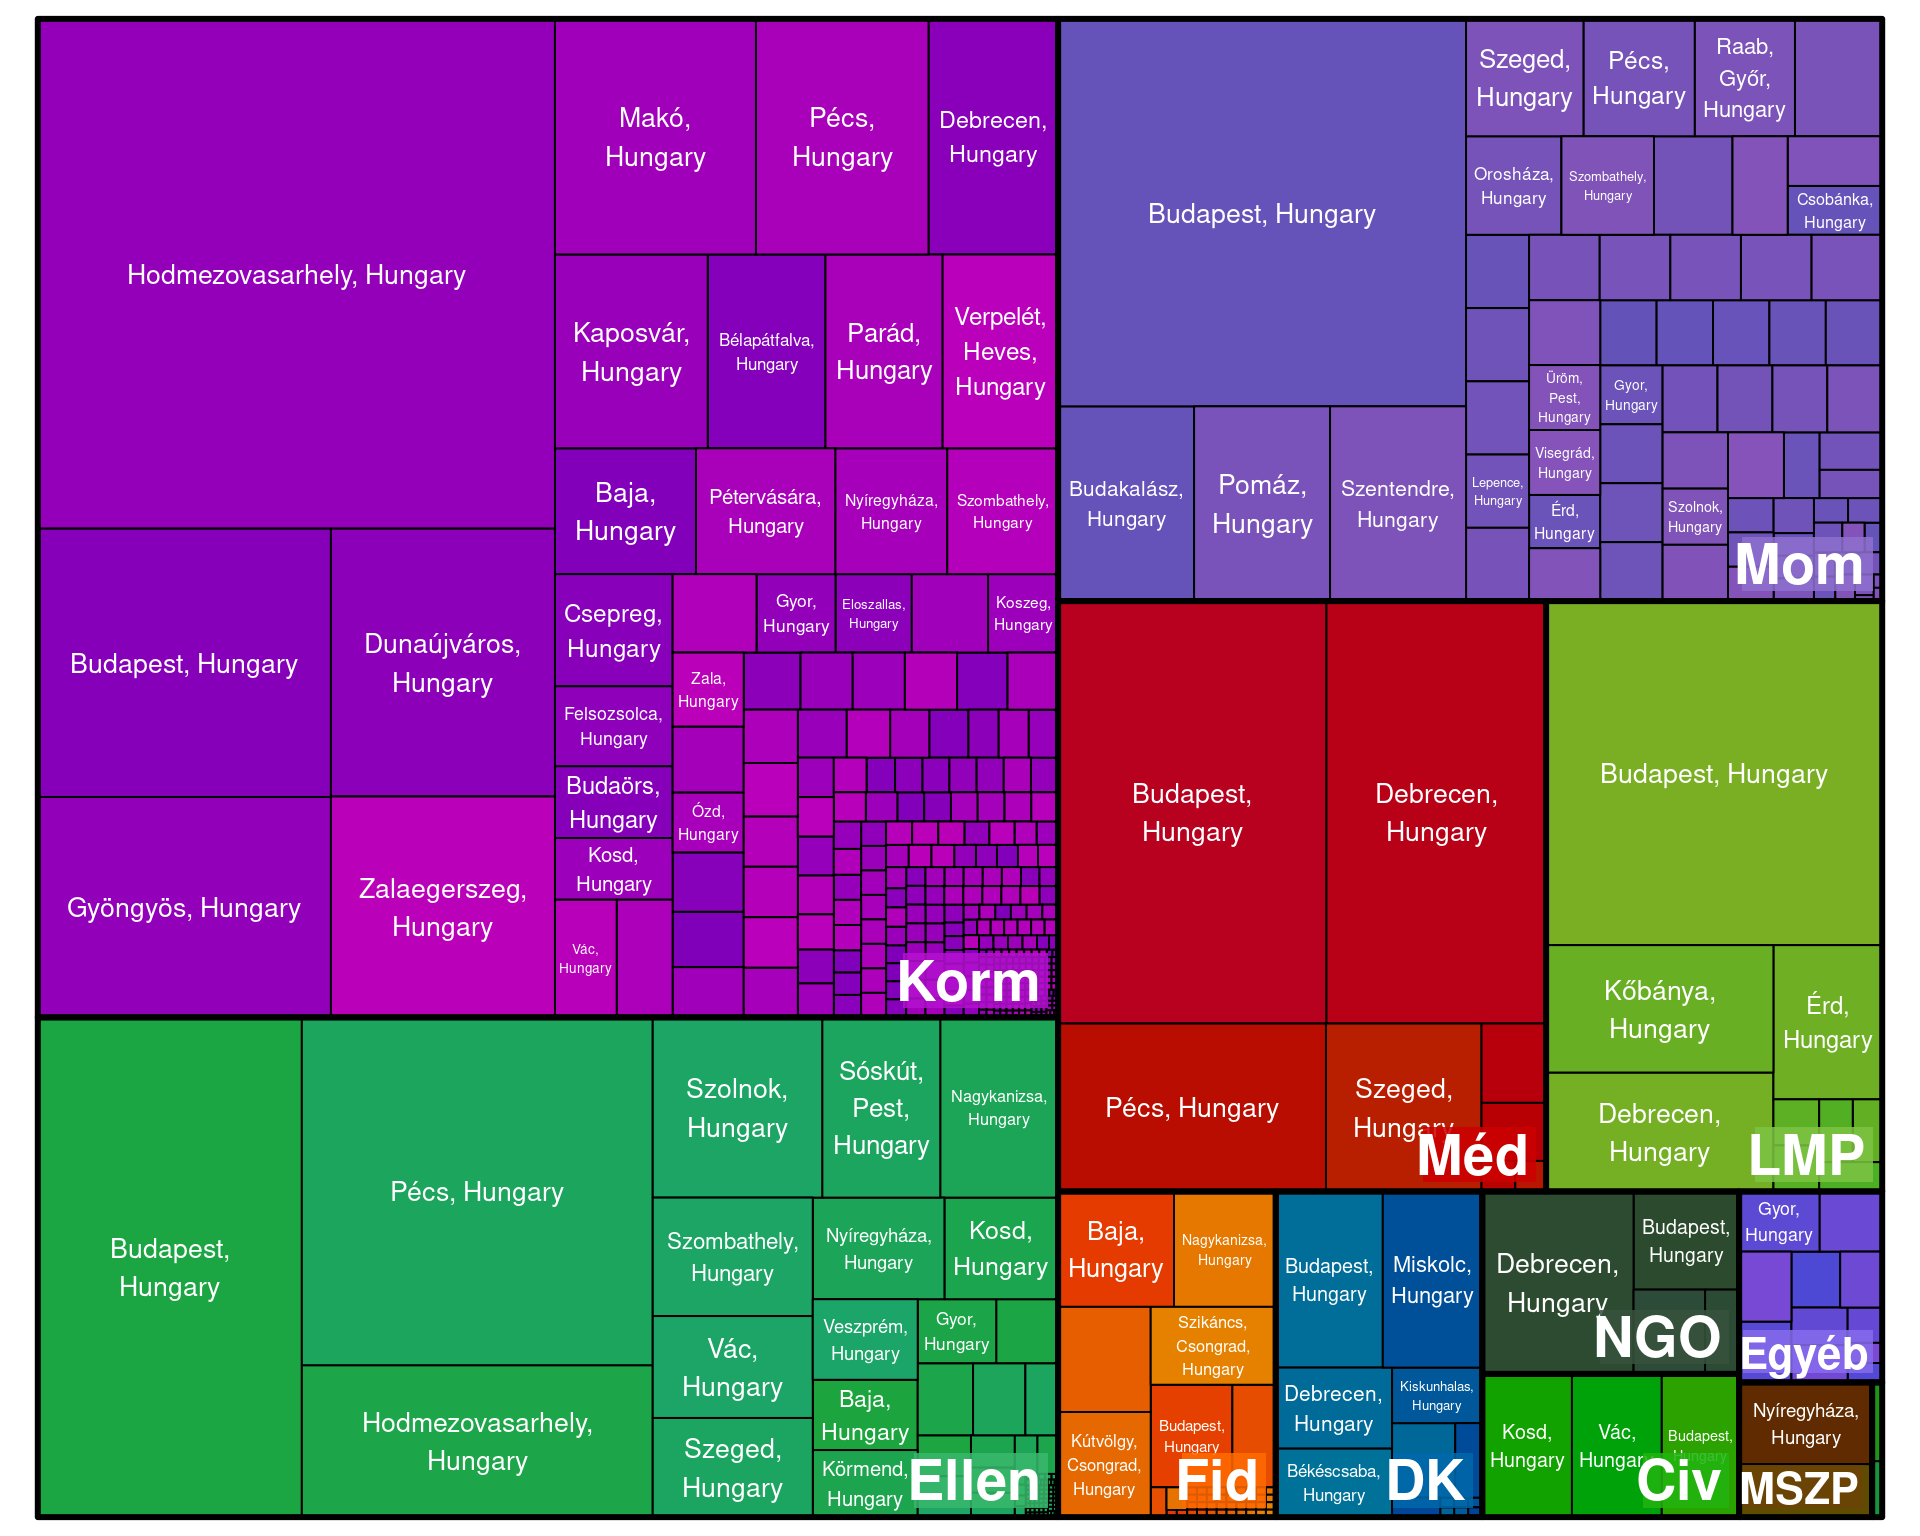 Hodmezovasarhely, Hungary
Makó,
Hungary
Pécs,
Hungary
Debrecen,
Hungary
Kaposvár,
Hungary
Bélapátfalva,
Hungary
Parád,
Hungary
Verpelét,
Heves,
Hungary
Budapest, Hungary
Dunaújváros,
Hungary
Gyöngyös, Hungary
Zalaegerszeg,
Hungary
Baja,
Hungary
Pétervására,
Hungary
Nyíregyháza,
Hungary
Szombathely,
Hungary
Csepreg,
Hungary
Gyor,
Hungary
Eloszallas,
Hungary
Koszeg,
Hungary
Felsozsolca,
Hungary
Zala,
Hungary
Budaörs,
Hungary
Ózd,
Hungary
Kosd,
Hungary
Vác,
Hungary
Korm
Budapest, Hungary
Szeged,
Hungary
Pécs,
Hungary
Raab,
Győr,
Hungary
Orosháza,
Hungary
Szombathely,
Hungary
Csobánka,
Hungary
Budakalász,
Hungary
Pomáz,
Hungary
Szentendre,
Hungary
Üröm,
Pest,
Hungary
Gyor,
Hungary
Visegrád,
Hungary
Lepence,
Hungary
Érd,
Hungary
Szolnok,
Hungary
Mom
Budapest,
Hungary
Debrecen,
Hungary
Pécs, Hungary
Szeged,
Hungary
Méd
Budapest, Hungary
Kőbánya,
Hungary
Érd,
Hungary
Debrecen,
Hungary
LMP
Budapest,
Hungary
Pécs, Hungary
Hodmezovasarhely,
Hungary
Szolnok,
Hungary
Sóskút,
Pest,
Hungary
Nagykanizsa,
Hungary
Szombathely,
Hungary
Nyíregyháza,
Hungary
Kosd,
Hungary
Vác,
Hungary
Veszprém,
Hungary
Gyor,
Hungary
Baja,
Hungary
Szeged,
Hungary
Körmend,
Hungary
Ellen
Baja,
Hungary
Nagykanizsa,
Hungary
Szikáncs,
Csongrad,
Hungary
Kútvölgy,
Csongrad,
Hungary
Budapest,
Hungary
Fid
Budapest,
Hungary
Miskolc,
Hungary
Debrecen,
Hungary
Kiskunhalas,
Hungary
Békéscsaba,
Hungary
DK
Debrecen,
Hungary
Budapest,
Hungary
NGO
Kosd,
Hungary
Vác,
Hungary
Budapest,
Hungary
Civ
Gyor,
Hungary
Egyéb
Nyíregyháza,
Hungary
MSZP